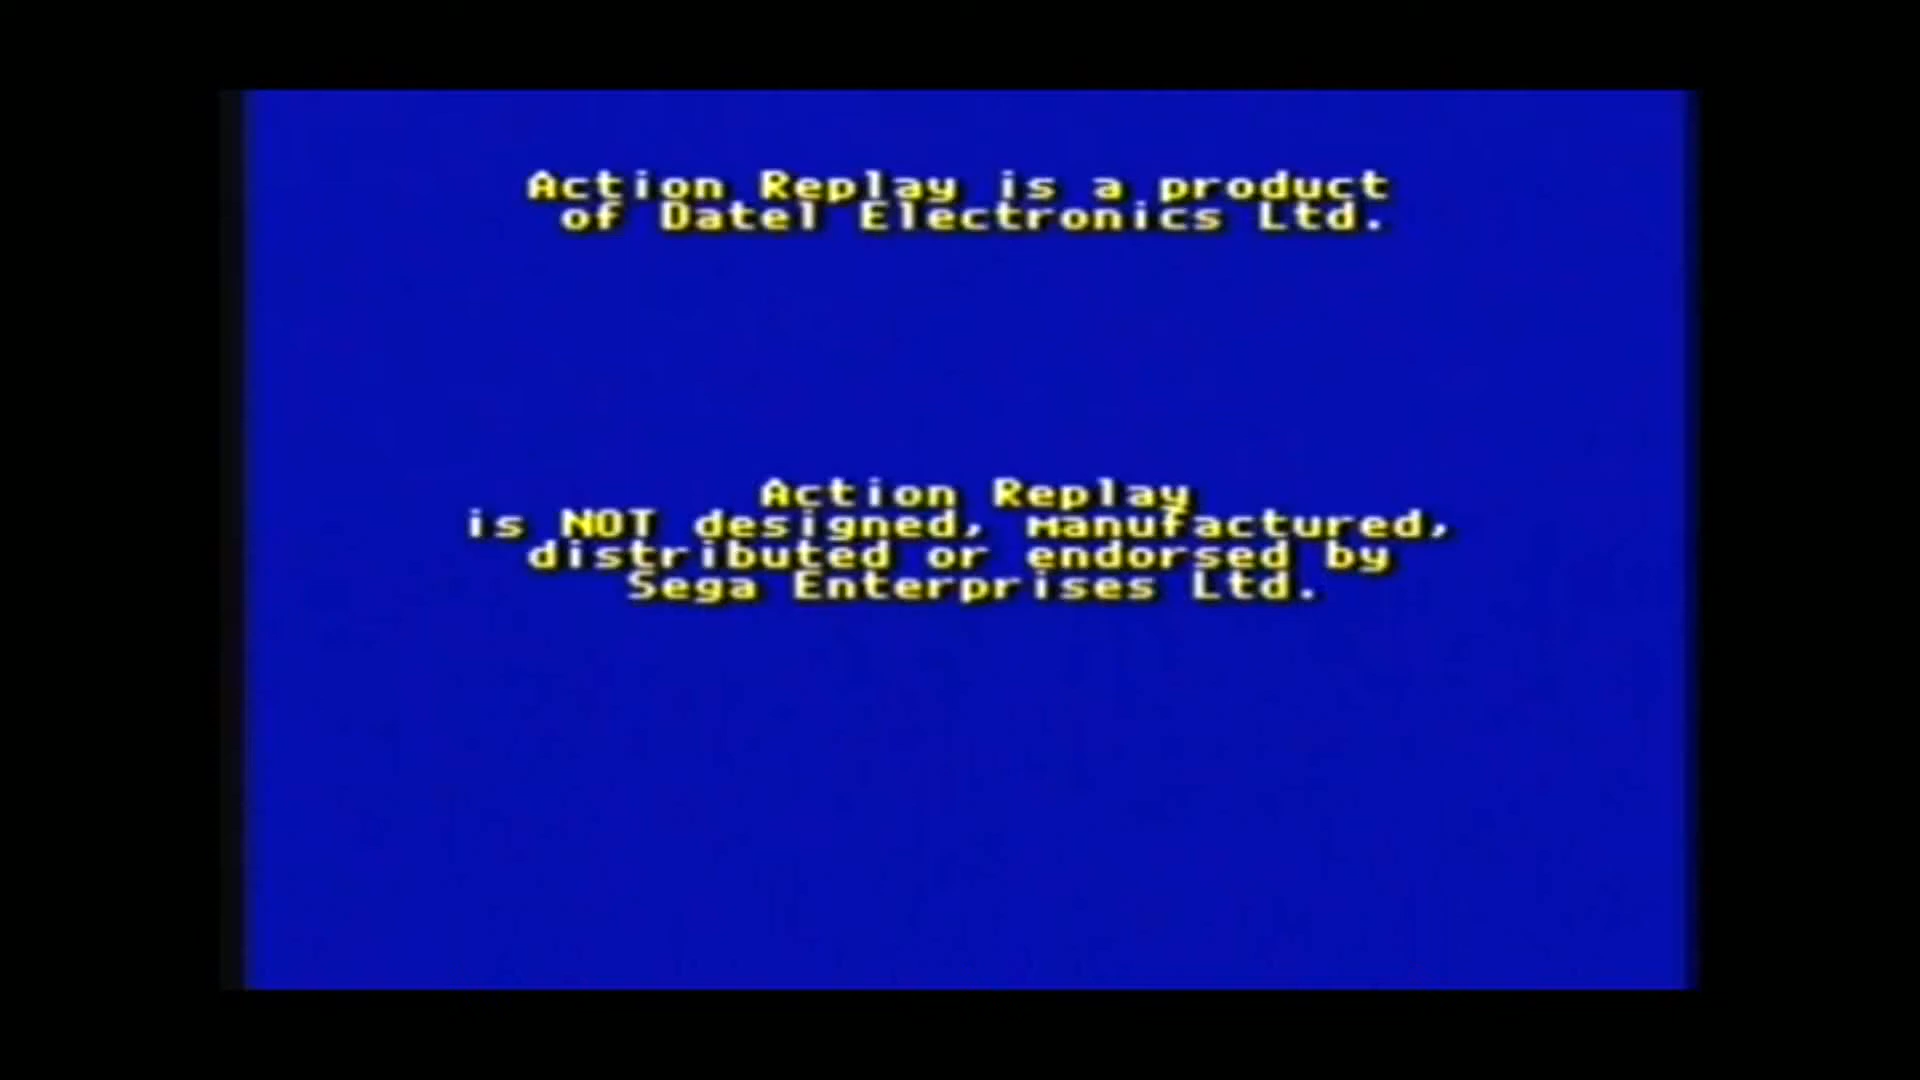 Action Replay is a product
of Datel Electronics Ltd.
Action Replay
is NOT designed, manufactured,
distributed or endorsed by
Sega Enterprises Ltd.